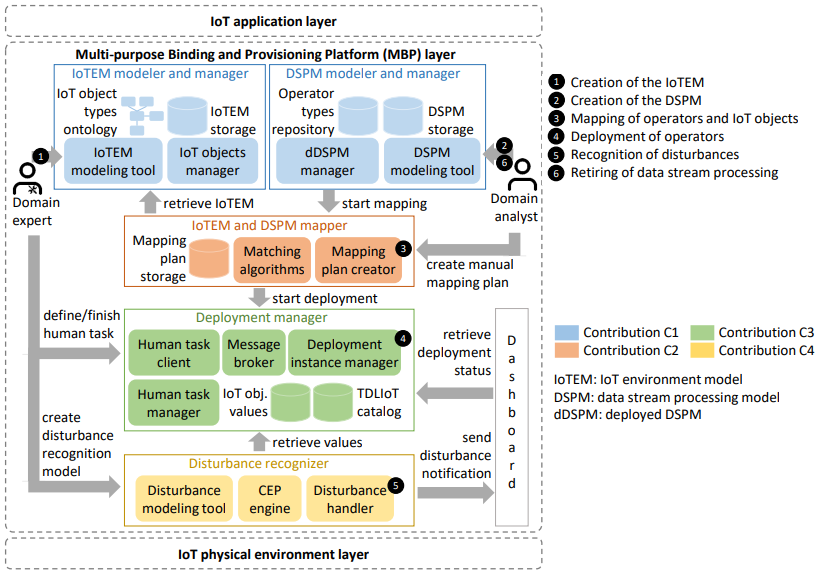 IoT application layer
Multi-purpose Binding and Provisioning Platform (MBP) layer
IoTEM modeler and manager
IoT object
types
ontology
IoTEM
storage
IoTEM
modeling tool
IoT objects
manager
DSPM modeler and manager
Operator
types
repository
DSPM
storage
dDSPM
manager
DSPM
modeling tool
1
2
6
Domain
expert
Domain
analyst
retrieve IoTEM
start mapping
IoTEM and DSPM mapper
Mapping
plan
storage
Matching
algorithms
Mapping
plan creator
3
create manual
mapping plan
start deployment
define/finish
human task
Deployment manager
Human task
client
Message
broker
Deployment
instance manager
4
Human task
manager
IoT obj.
values
TDLIoT
catalog
retrieve
deployment
status
Dashboard
create
disturbance
recognition
model
retrieve values
send
disturbance
notification
Disturbance recognizer
Disturbance
modeling tool
CEP
engine
Disturbance
handler
5
IoT physical environment layer
1 Creation of the IoTEM
2 Creation of the DSPM
3 Mapping of operators and IoT objects
4 Deployment of operators
5 Recognition of disturbances
6 Retiring of data stream processing
Contribution C1
Contribution C3
Contribution C2
Contribution C4
IoTEM: IoT environment model
DSPM: data stream processing model
dDSPM: deployed DSPM